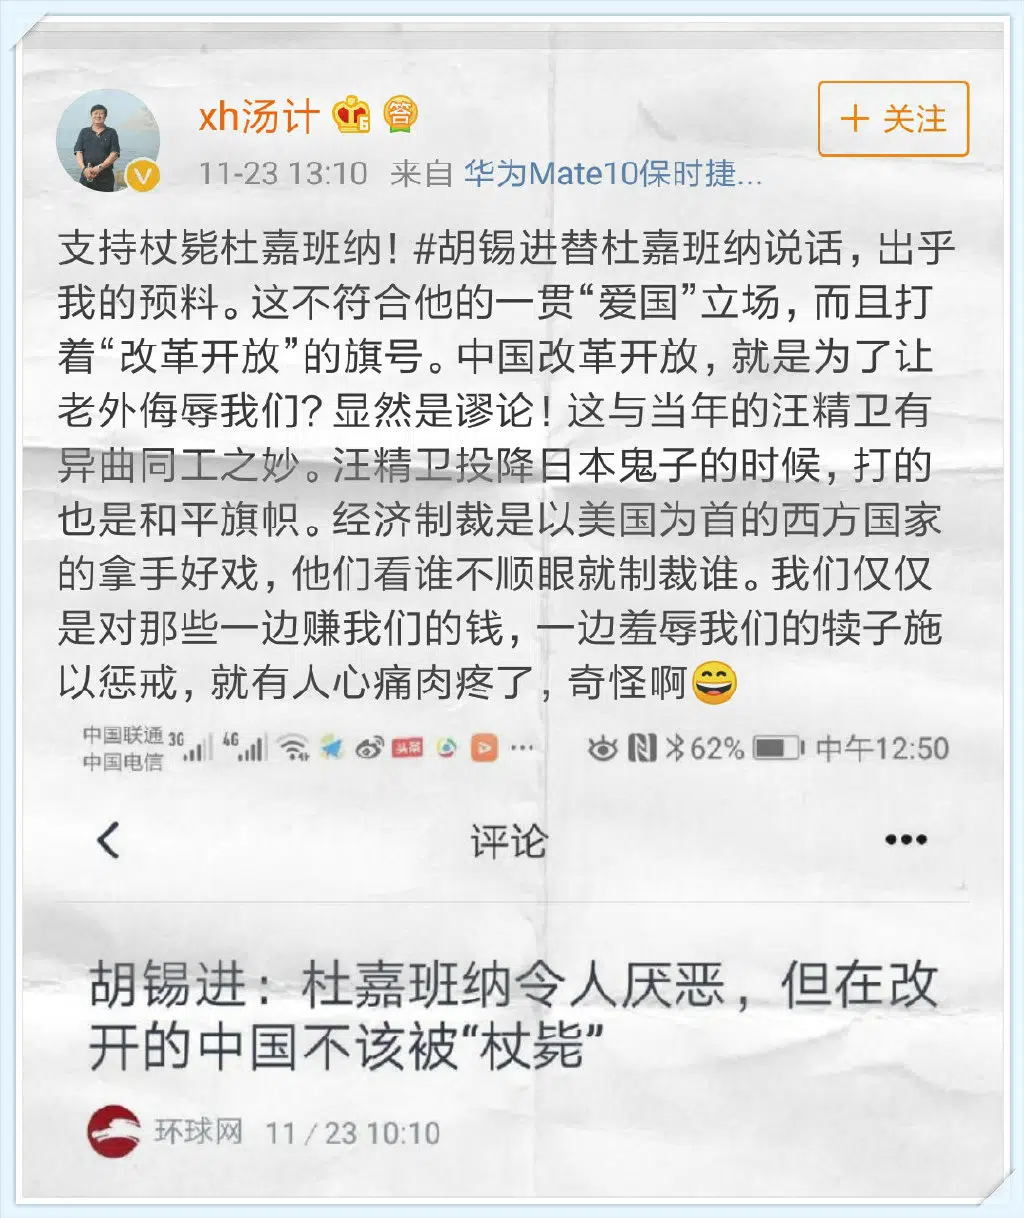 xh汤计
+ 关注
11-23 13:10 来自 华为Mate10保时捷...
支持杖毙杜嘉班纳！#胡锡进替杜嘉班纳说话，出乎
我的预料。这不符合他的一贯“爱国”立场，而且打
着“改革开放”的旗号。中国改革开放，就是为了让
老外侮辱我们？显然是谬论！这与当年的汪精卫有
异曲同工之妙。汪精卫投降日本鬼子的时候，打的
也是和平旗帜。经济制裁是以美国为首的西方国家
的拿手好戏，他们看谁不顺眼就制裁谁。我们仅仅
是对那些一边赚我们的钱，一边羞辱我们的犊子施
以惩戒，就有人心痛肉疼了，奇怪啊😄
中国联通 3G 4G 头条 ... 62% 中午12:50
中国电信
评论
胡锡进：杜嘉班纳令人厌恶，但在改
开的中国不该被“杖毙”
环球网 11/23 10:10